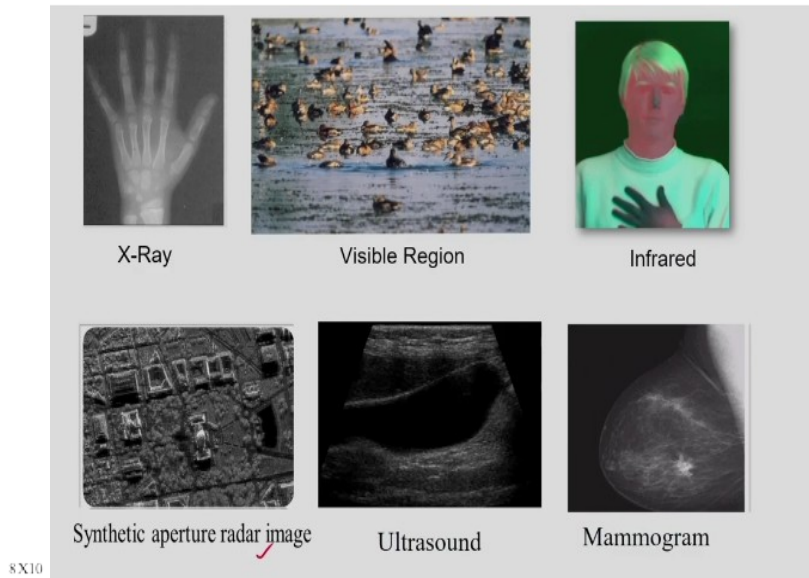 X-Ray
Visible Region
Infrared
Synthetic aperture radar image
Ultrasound
Mammogram
8X10